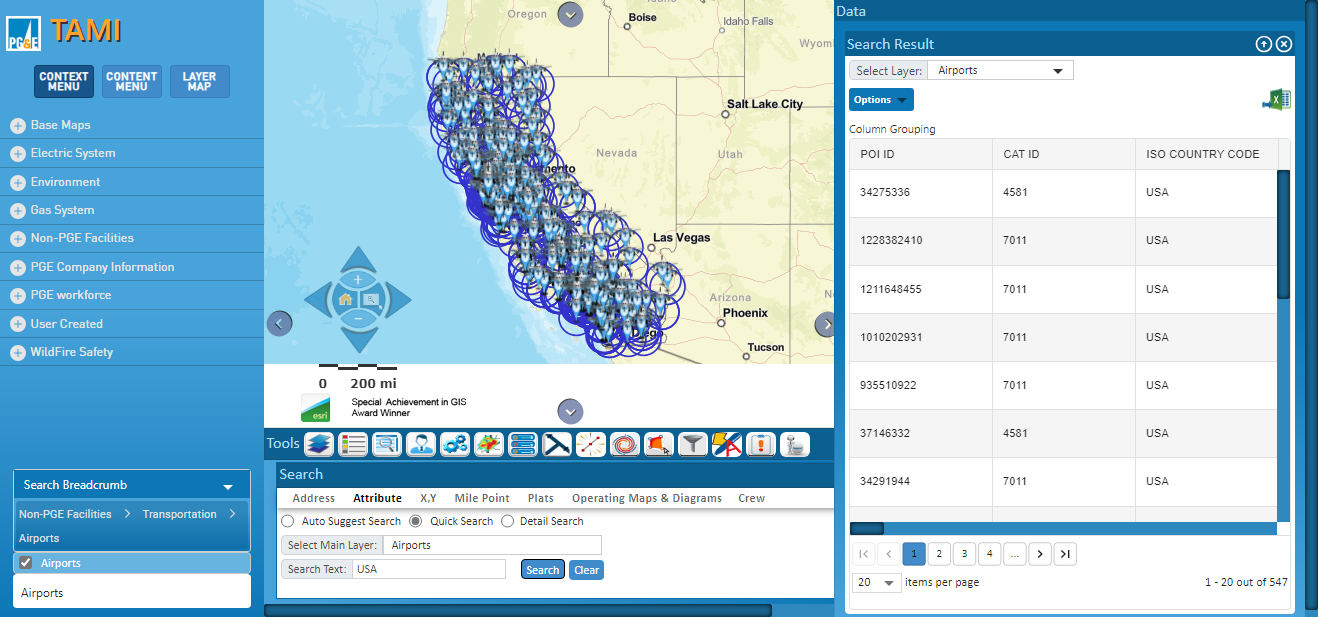 PG&E
TAMI
CONTEXT MENU
CONTENT MENU
LAYER MAP
Base Maps
Electric System
Environment
Gas System
Non-PGE Facilities
PGE Company Information
PGE workforce
User Created
WildFire Safety
Search Breadcrumb
Non-PGE Facilities > Transportation >
Airports
Airports
Airports
Oregon
Boise
Idaho Falls
Salt Lake City
Nevada
Utah
Las Vegas
Arizona
Phoenix
Tucson
0 200 mi
esri
Special Achievement in GIS
Award Winner
Tools
Search
Address Attribute X,Y Mile Point Plats Operating Maps & Diagrams Crew
Auto Suggest Search Quick Search Detail Search
Select Main Layer: Airports
Search Text: USA Search Clear
Data
Search Result
Select Layer: Airports
Options
Column Grouping
POI ID CAT ID ISO COUNTRY CODE
34275336 4581 USA
1228382410 7011 USA
1211648455 7011 USA
1010202931 7011 USA
935510922 7011 USA
37146332 4581 USA
34291944 7011 USA
1 2 3 4 ...
20 items per page 1 - 20 out of 547